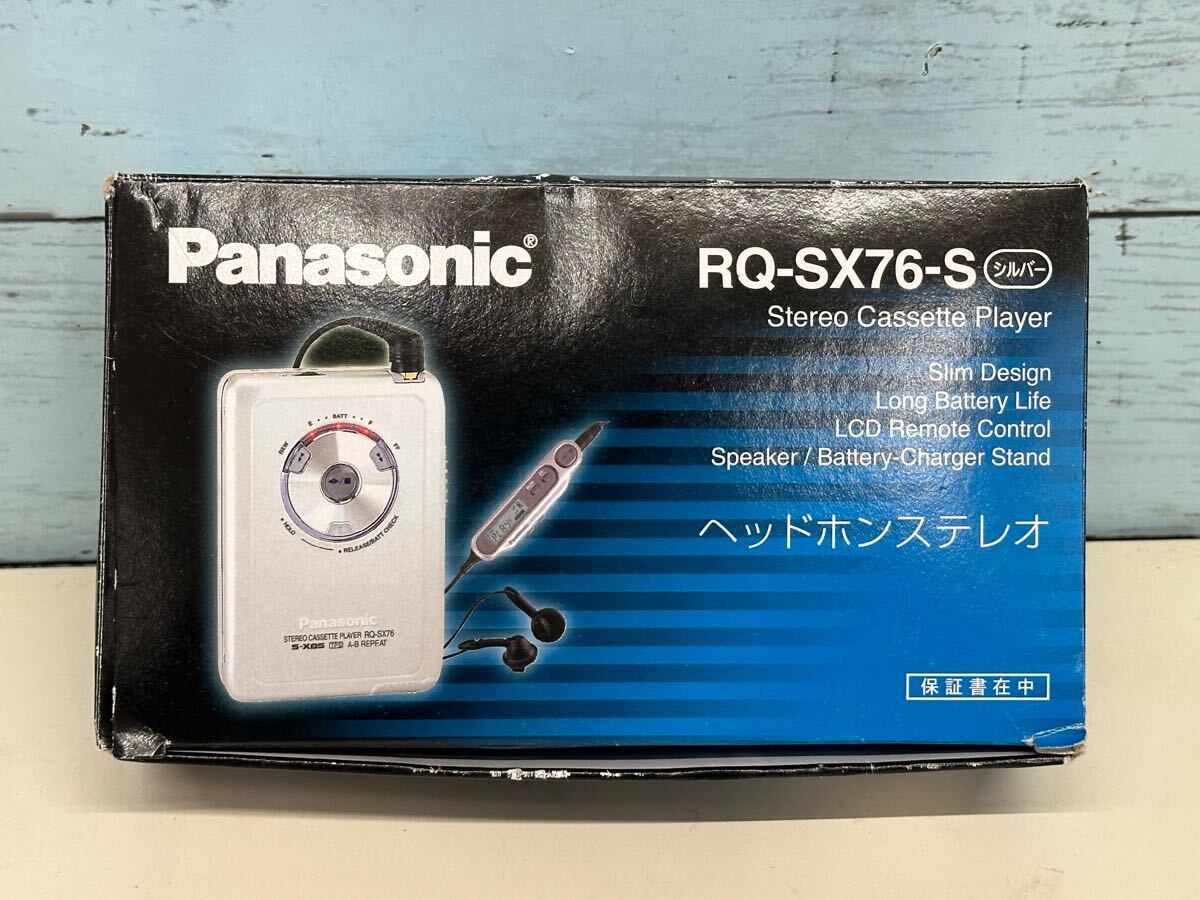 Panasonic®
RQ-SX76-S シルバー
Stereo Cassette Player
Slim Design
Long Battery Life
LCD Remote Control
Speaker / Battery-Charger Stand
ヘッドホンステレオ
保証書在中
REW E • BATT • F FF
• HOLD
• RELEASE/BATT CHECK
PLAY
Panasonic
STEREO CASSETTE PLAYER RQ-SX76
S-XBS TPS A-B REPEAT